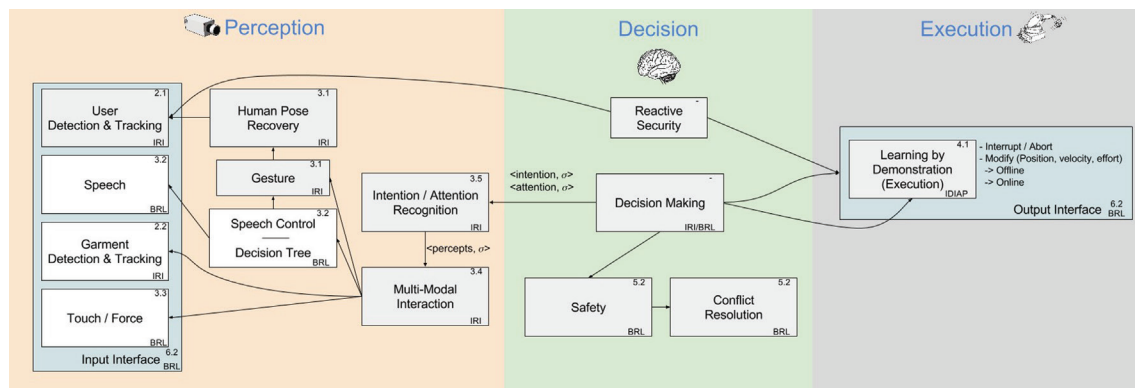 Perception
Decision
Execution
2.1
User
Detection & Tracking
IRI
3.2
Speech
BRL
2.2
Garment
Detection & Tracking
IRI
3.3
Touch / Force
BRL
Input Interface
6.2
BRL
3.1
Human Pose
Recovery
IRI
3.1
Gesture
IRI
3.2
Speech Control
Decision Tree
BRL
3.5
Intention / Attention
Recognition
IRI
<percepts, σ>
3.4
Multi-Modal
Interaction
IRI
<intention, σ>
<attention, σ>
-
Reactive
Security
-
Decision Making
IRI/BRL
5.2
Safety
BRL
5.2
Conflict
Resolution
BRL
4.1
Learning by
Demonstration
(Execution)
IDIAP
- Interrupt / Abort
- Modify (Position, velocity, effort)
-> Offline
-> Online
Output Interface
6.2
BRL